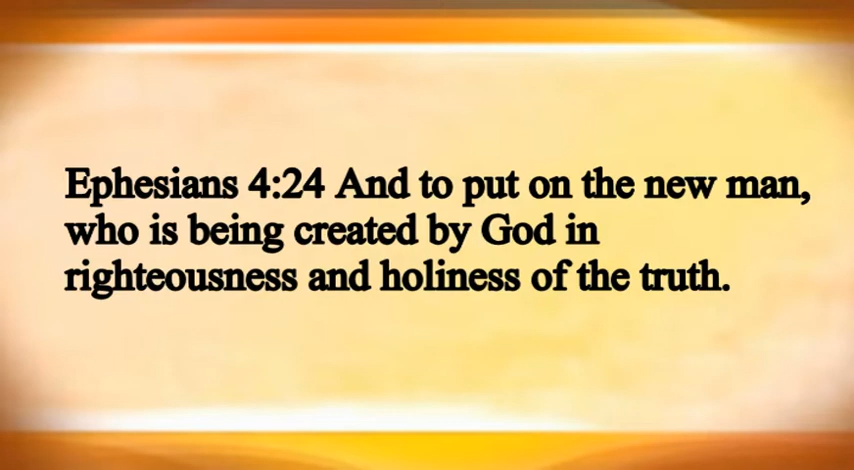 Ephesians 4:24 And to put on the new man,
who is being created by God in
righteousness and holiness of the truth.